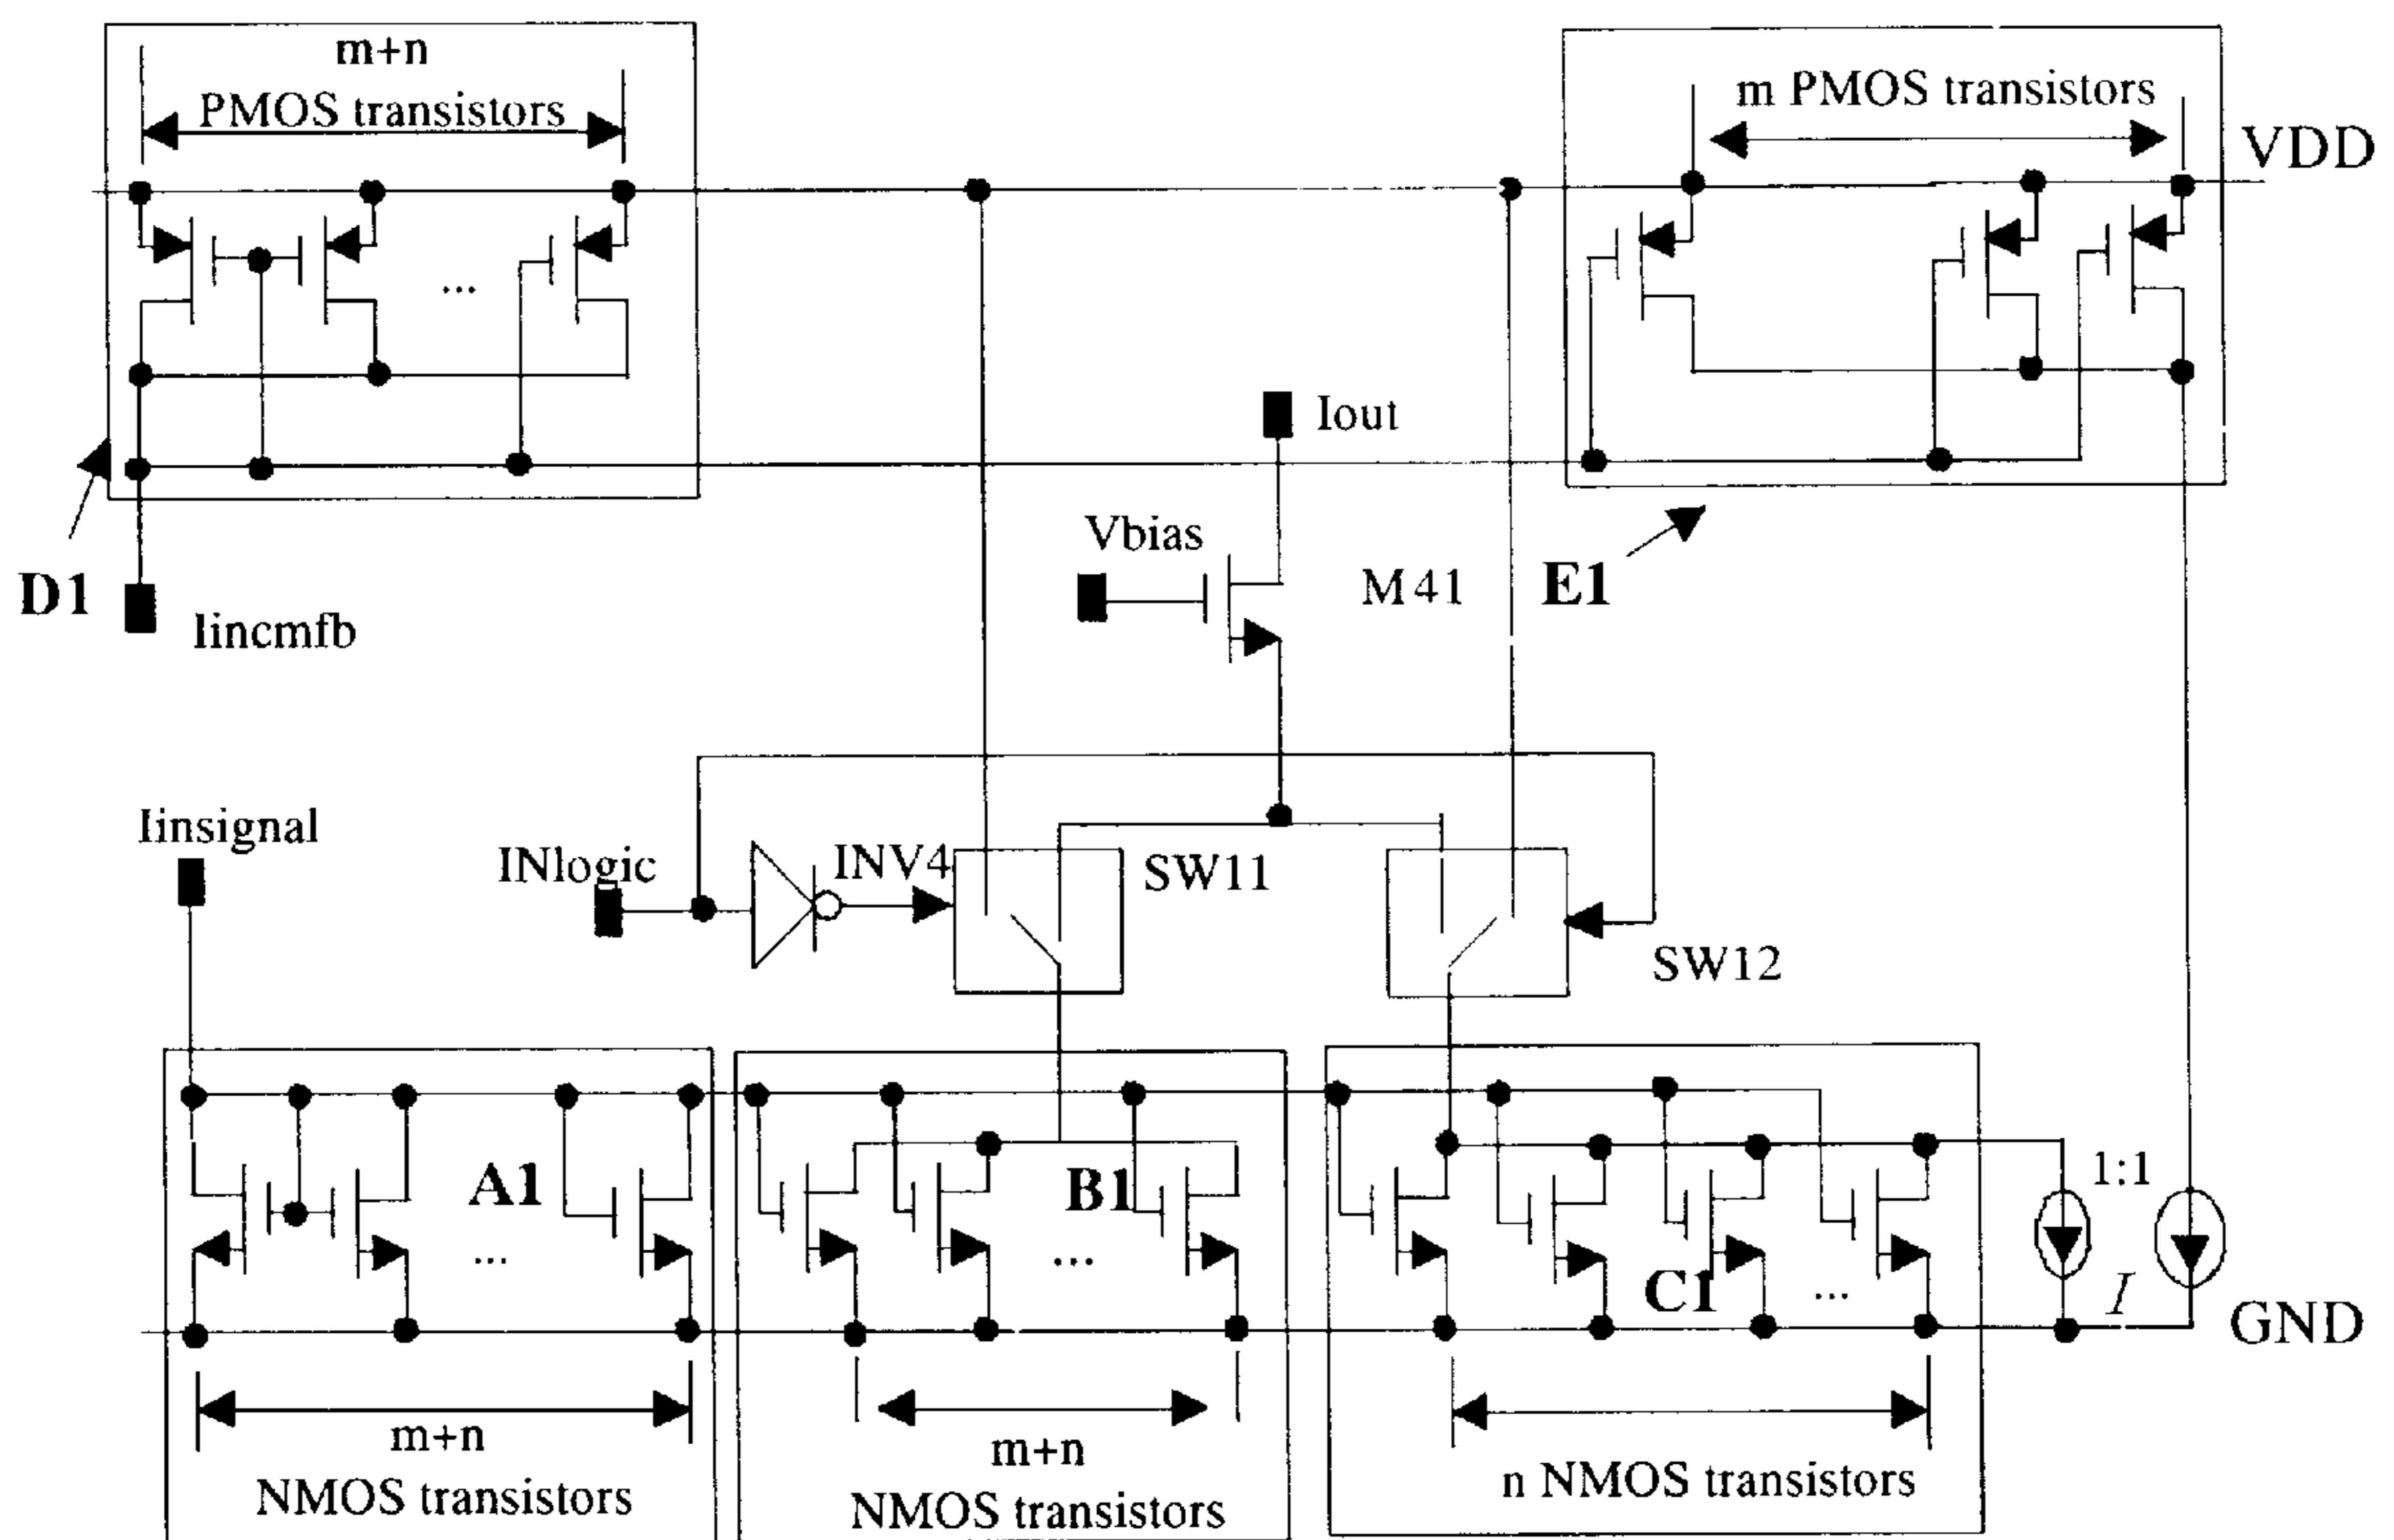 m+n
PMOS transistors
m PMOS transistors
VDD
Iout
Vbias
M41
E1
D1
Iincmfb
Iinsignal
INlogic
INV4
SW11
SW12
A1
B1
C1
1:1
I
GND
...
...
...
...
m+n
NMOS transistors
m+n
NMOS transistors
n NMOS transistors